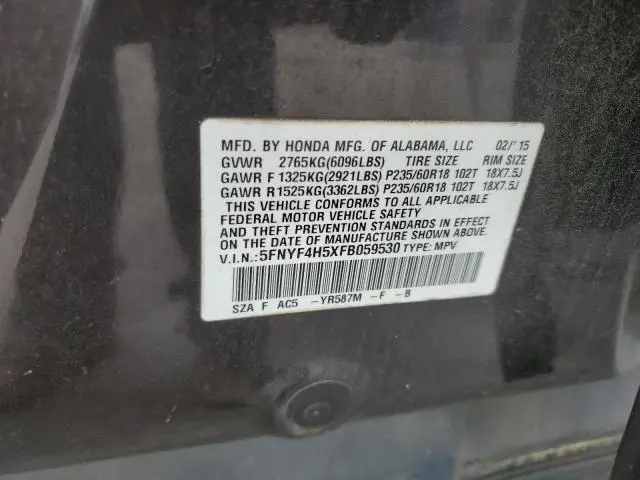 MFD. BY HONDA MFG. OF ALABAMA, LLC 02/'15
GVWR 2765KG(6096LBS) TIRE SIZE RIM SIZE
GAWR F 1325KG(2921LBS) P235/60R18 102T 18X7.5J
GAWR R1525KG(3362LBS) P235/60R18 102T 18X7.5J
THIS VEHICLE CONFORMS TO ALL APPLICABLE
FEDERAL MOTOR VEHICLE SAFETY
AND THEFT PREVENTION STANDARDS IN EFFECT
ON THE DATE OF MANUFACTURE SHOWN ABOVE.
V.I.N.: 5FNYF4H5XFB059530 TYPE: MPV
SZA F AC5 -YR587M -F -B